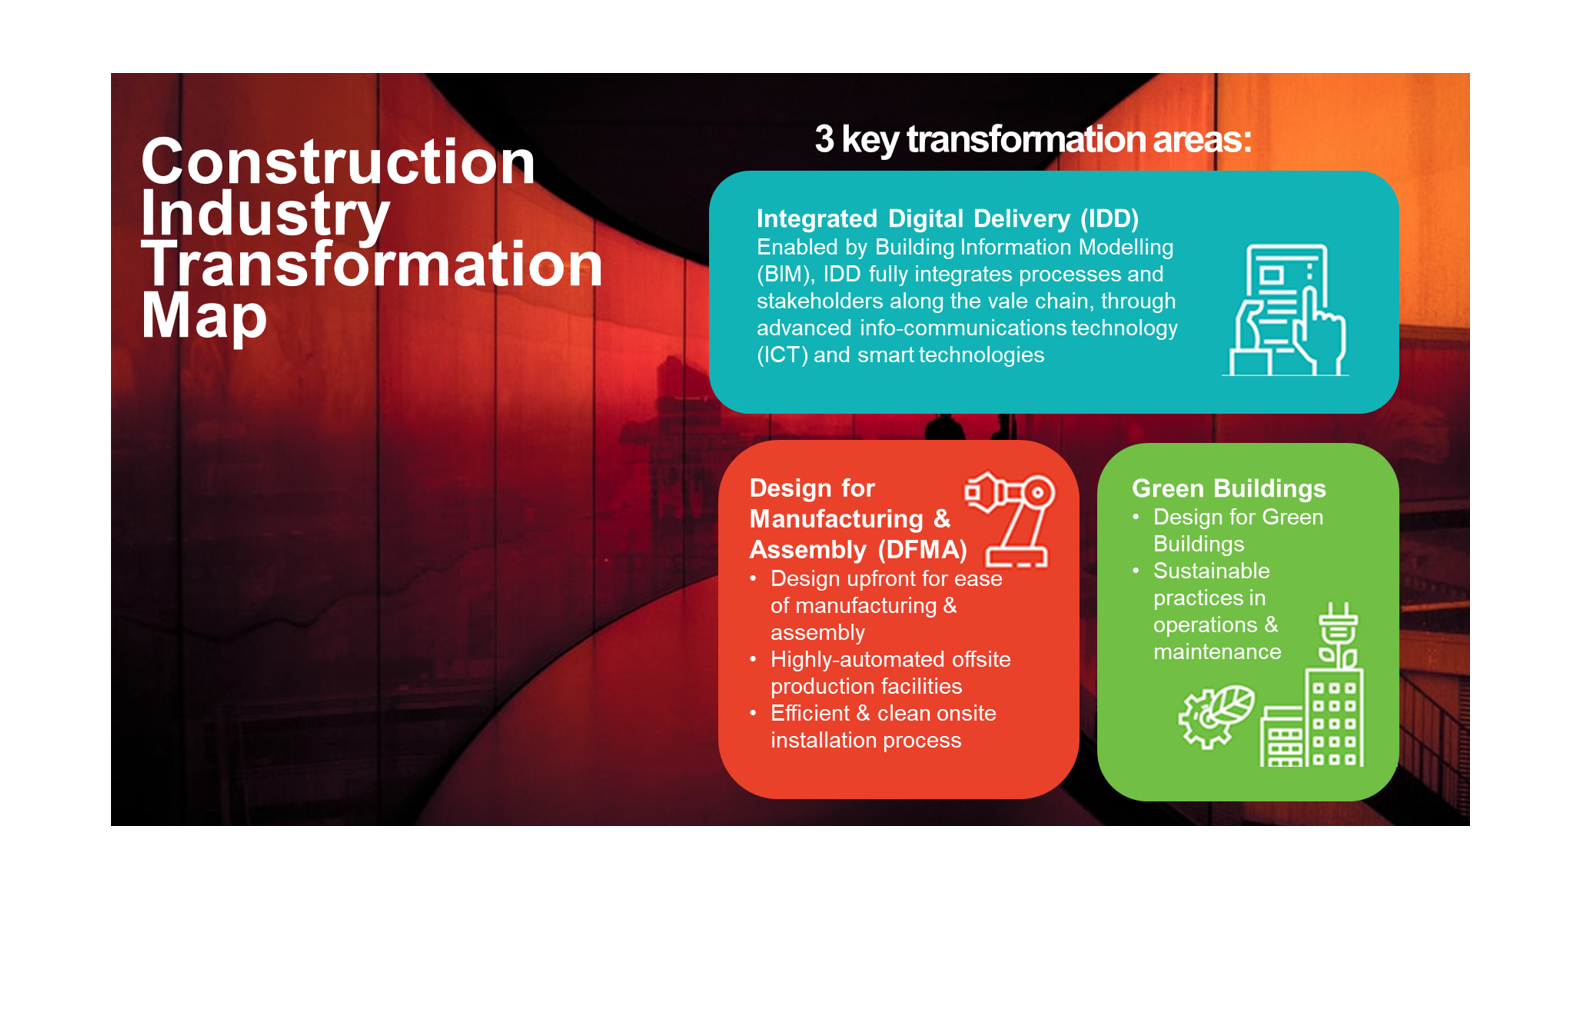 Construction
Industry
Transformation
Map
3 key transformation areas:
Integrated Digital Delivery (IDD)
Enabled by Building Information Modelling
(BIM), IDD fully integrates processes and
stakeholders along the vale chain, through
advanced info-communications technology
(ICT) and smart technologies
Design for
Manufacturing &
Assembly (DFMA)
• Design upfront for ease
of manufacturing &
assembly
• Highly-automated offsite
production facilities
• Efficient & clean onsite
installation process
Green Buildings
• Design for Green
Buildings
• Sustainable
practices in
operations &
maintenance